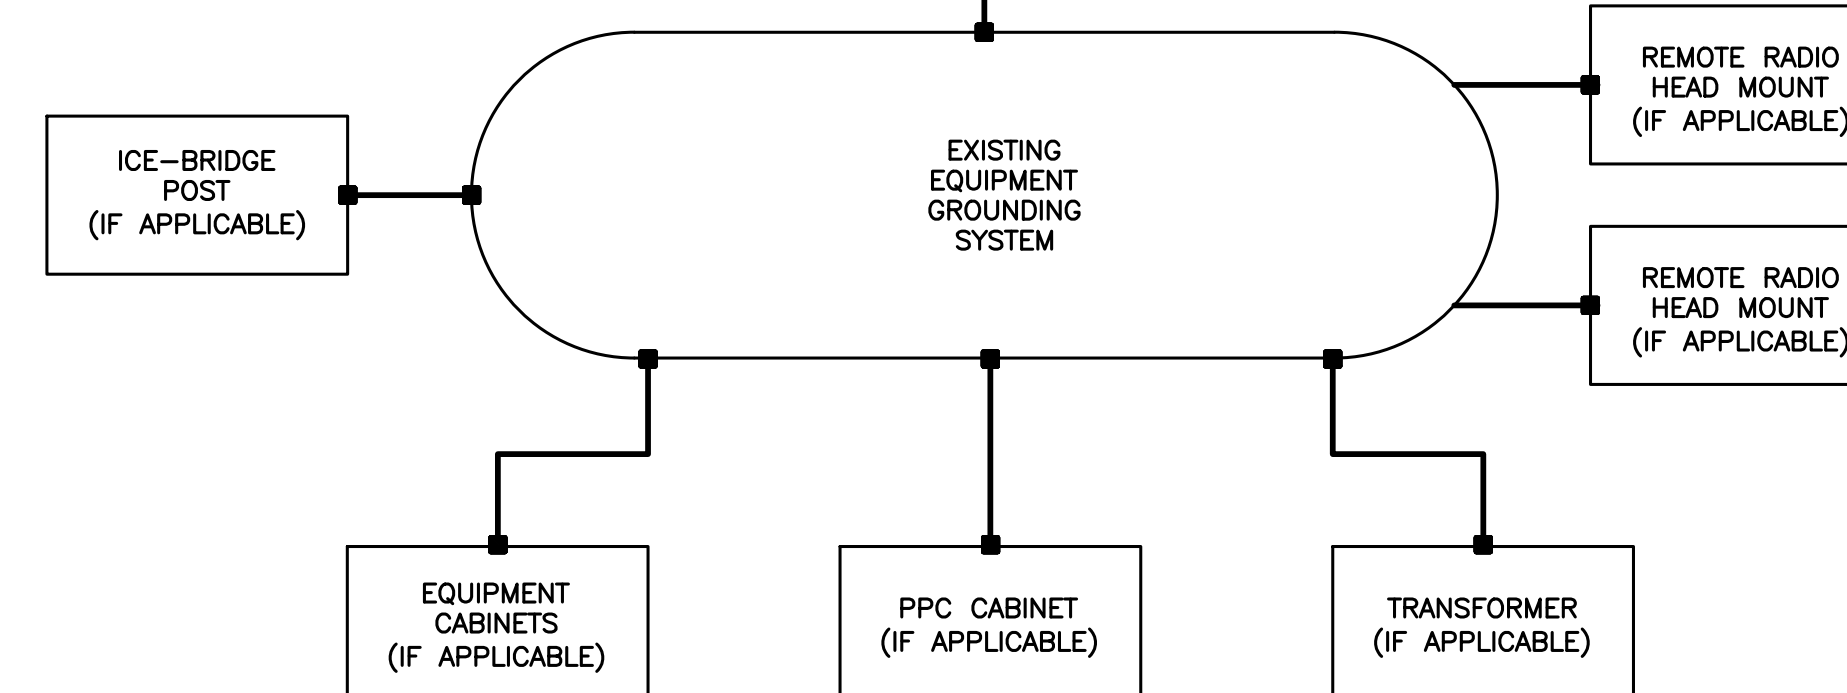 REMOTE RADIO
HEAD MOUNT
(IF APPLICABLE)
ICE-BRIDGE
POST
(IF APPLICABLE)
EXISTING
EQUIPMENT
GROUNDING
SYSTEM
REMOTE RADIO
HEAD MOUNT
(IF APPLICABLE)
EQUIPMENT
CABINETS
(IF APPLICABLE)
PPC CABINET
(IF APPLICABLE)
TRANSFORMER
(IF APPLICABLE)